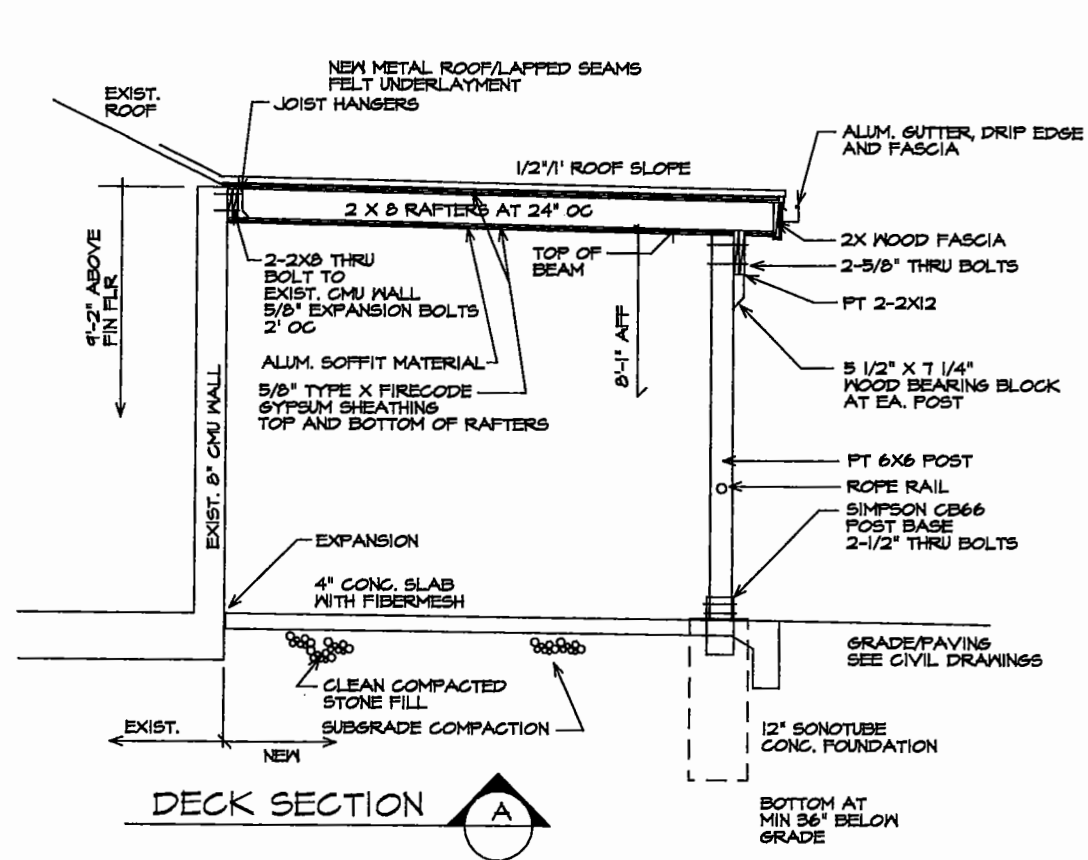 NEW METAL ROOF/LAPPED SEAMS
FELT UNDERLAYMENT
EXIST.
ROOF
JOIST HANGERS
ALUM. GUTTER, DRIP EDGE
AND FASCIA
1/2"/1' ROOF SLOPE
2 X 8 RAFTERS AT 24" OC
2X WOOD FASCIA
TOP OF
BEAM
2-5/8" THRU BOLTS
2-2X8 THRU
BOLT TO
EXIST. CMU WALL
5/8" EXPANSION BOLTS
2' OC
PT 2-2X12
9'-2" ABOVE
FIN FLR
8'-1" AFF
ALUM. SOFFIT MATERIAL
5 1/2" X 7 1/4"
WOOD BEARING BLOCK
AT EA. POST
5/8" TYPE X FIRECODE
GYPSUM SHEATHING
TOP AND BOTTOM OF RAFTERS
EXIST. 8" CMU WALL
PT 6X6 POST
ROPE RAIL
SIMPSON CB66
POST BASE
2-1/2" THRU BOLTS
EXPANSION
4" CONC. SLAB
WITH FIBERMESH
GRADE/PAVING
SEE CIVIL DRAWINGS
CLEAN COMPACTED
STONE FILL
SUBGRADE COMPACTION
EXIST.
NEW
12" SONOTUBE
CONC. FOUNDATION
DECK SECTION
A
BOTTOM AT
MIN 36" BELOW
GRADE